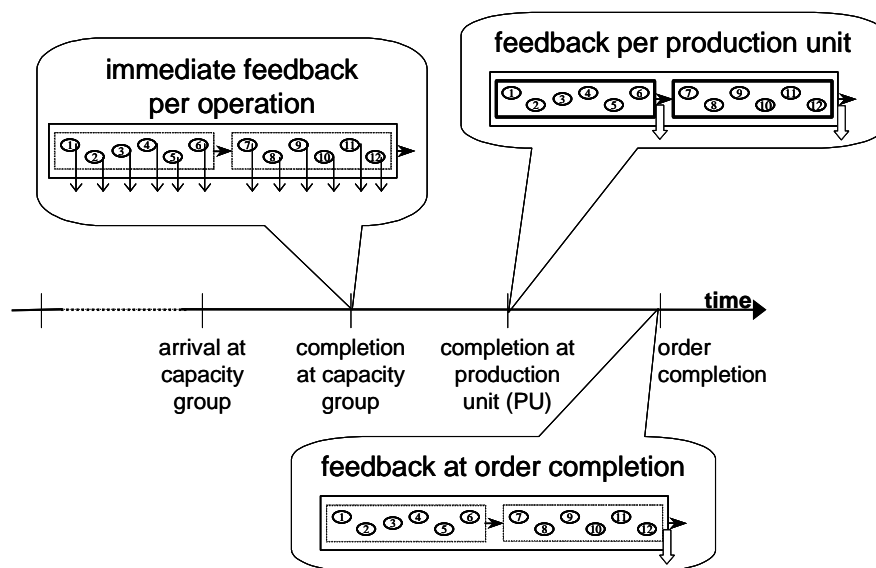 immediate feedback
per operation
1 2 3 4 5 6 7 8 9 10 11 12
feedback per production unit
1 2 3 4 5 6 7 8 9 10 11 12
time
arrival at
capacity
group
completion
at capacity
group
completion at
production
unit (PU)
order
completion
feedback at order completion
1 2 3 4 5 6 7 8 9 10 11 12